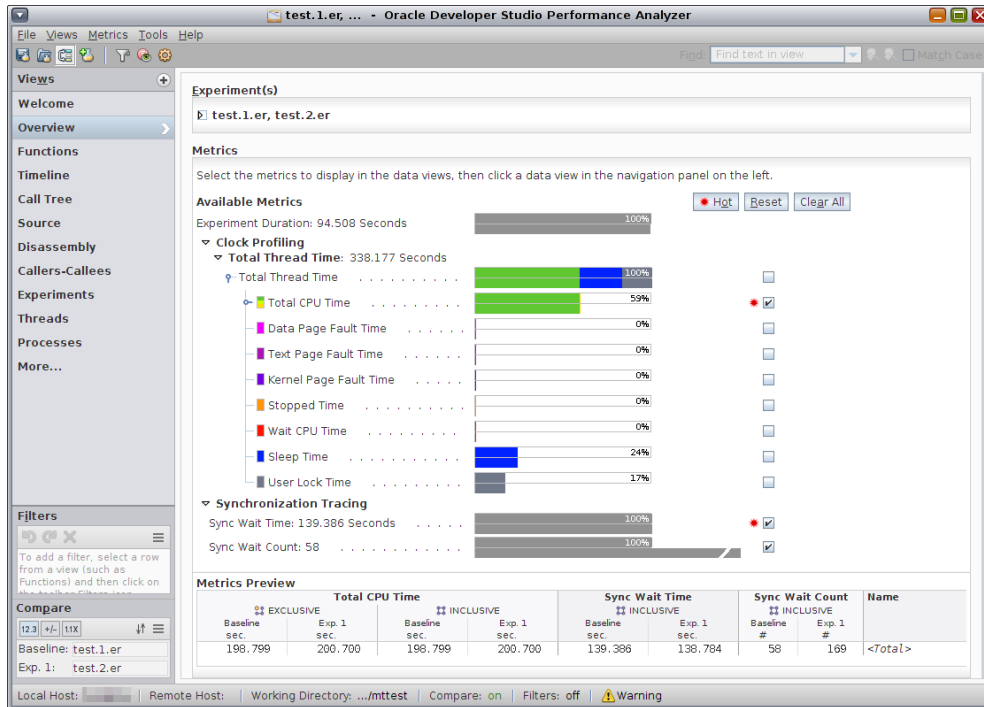 test.1.er, ... - Oracle Developer Studio Performance Analyzer
File Views Metrics Tools Help
Find: Find text in view Match Case
Views
Welcome
Overview
Functions
Timeline
Call Tree
Source
Disassembly
Callers-Callees
Experiments
Threads
Processes
More...
Filters
To add a filter, select a row
from a view (such as
Functions) and then click on
Compare
12.3 +/- 1.1X
Baseline: test.1.er
Exp. 1: test.2.er
Experiment(s)
test.1.er, test.2.er
Metrics
Select the metrics to display in the data views, then click a data view in the navigation panel on the left.
Available Metrics Hot Reset Clear All
Experiment Duration: 94.508 Seconds 100%
Clock Profiling
Total Thread Time: 338.177 Seconds
Total Thread Time . . . . . . . . . . 100%
Total CPU Time . . . . . . . . . 59%
Data Page Fault Time . . . . . . 0%
Text Page Fault Time . . . . . . 0%
Kernel Page Fault Time . . . . . 0%
Stopped Time . . . . . . . . . . 0%
Wait CPU Time . . . . . . . . . 0%
Sleep Time . . . . . . . . . . . 24%
User Lock Time . . . . . . . . . 17%
Synchronization Tracing
Sync Wait Time: 139.386 Seconds . . . . . 100%
Sync Wait Count: 58 . . . . . . . . . . . . 100%
Metrics Preview
Total CPU Time Sync Wait Time Sync Wait Count Name
EXCLUSIVE INCLUSIVE INCLUSIVE INCLUSIVE
Baseline Exp. 1 Baseline Exp. 1 Baseline Exp. 1 Baseline Exp. 1
sec. sec. sec. sec. sec. sec. # #
198.799 200.700 198.799 200.700 139.386 138.784 58 169 <Total>
Local Host: Remote Host: Working Directory: .../mttest Compare: on Filters: off Warning